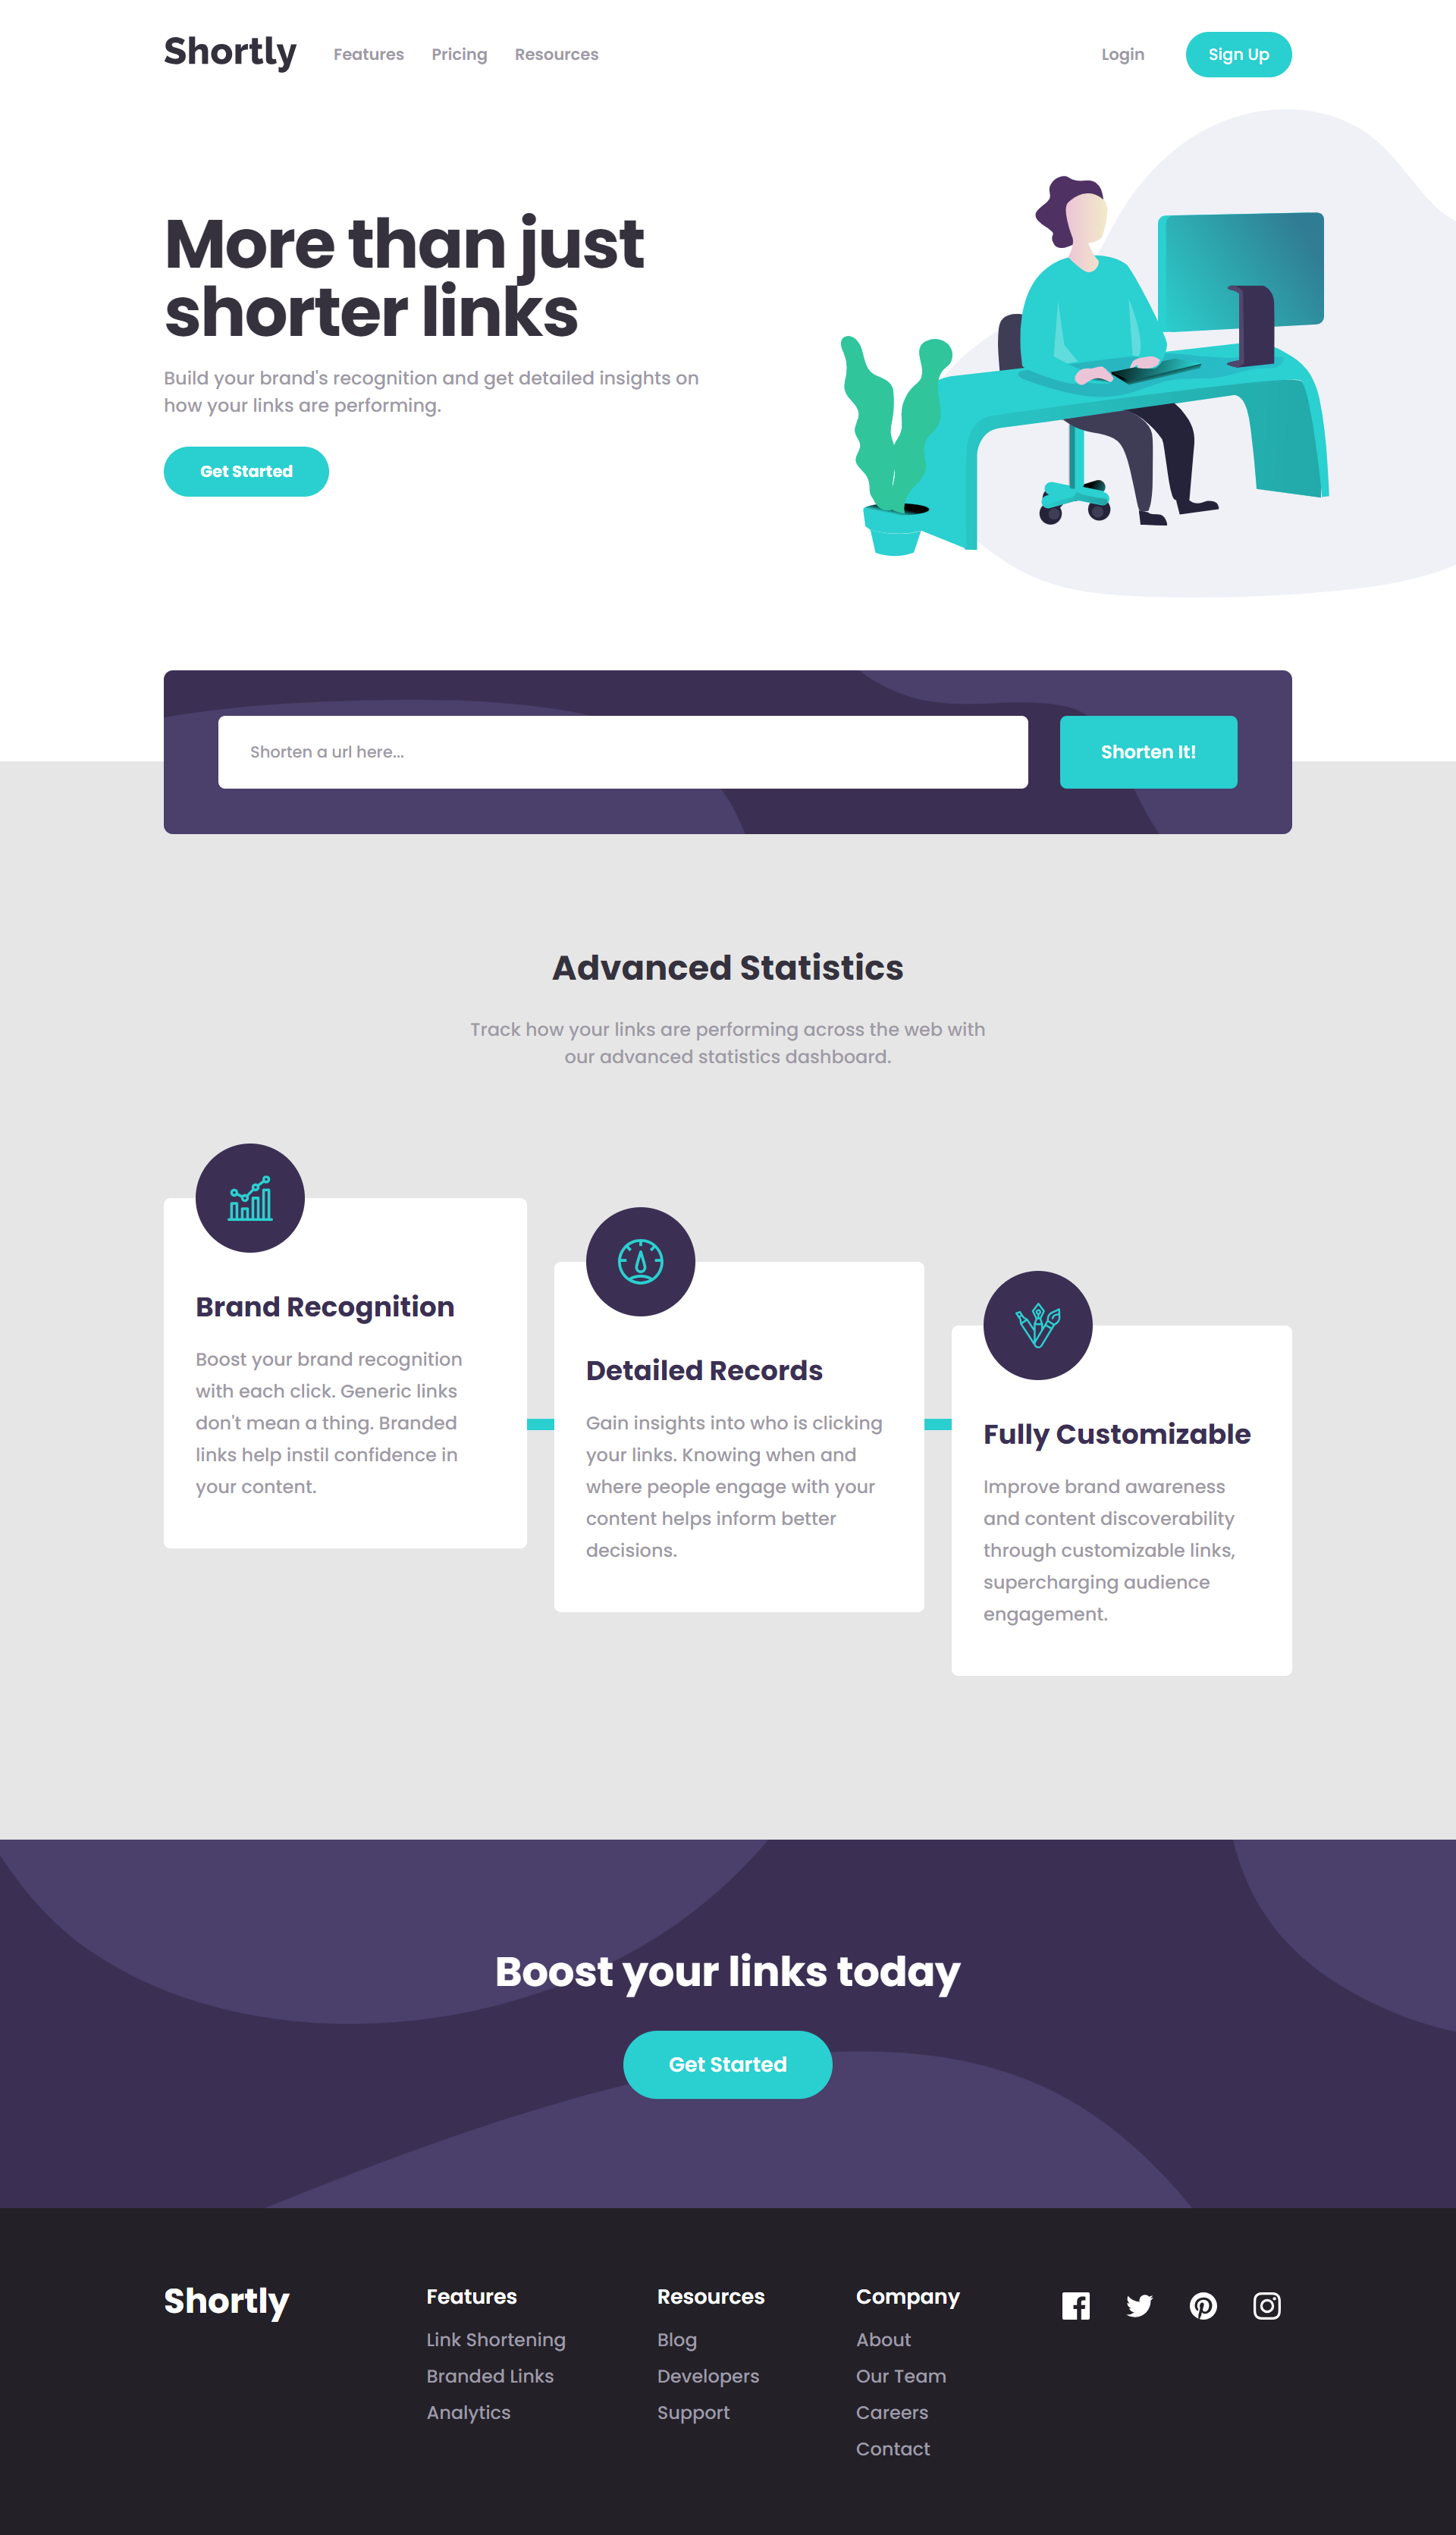 Shortly
Features
Pricing
Resources
Login
Sign Up
More than just
shorter links
Build your brand's recognition and get detailed insights on
how your links are performing.
Get Started
Shorten a url here...
Shorten It!
Advanced Statistics
Track how your links are performing across the web with
our advanced statistics dashboard.
Brand Recognition
Boost your brand recognition
with each click. Generic links
don't mean a thing. Branded
links help instil confidence in
your content.
Detailed Records
Gain insights into who is clicking
your links. Knowing when and
where people engage with your
content helps inform better
decisions.
Fully Customizable
Improve brand awareness
and content discoverability
through customizable links,
supercharging audience
engagement.
Boost your links today
Get Started
Shortly
Features
Link Shortening
Branded Links
Analytics
Resources
Blog
Developers
Support
Company
About
Our Team
Careers
Contact